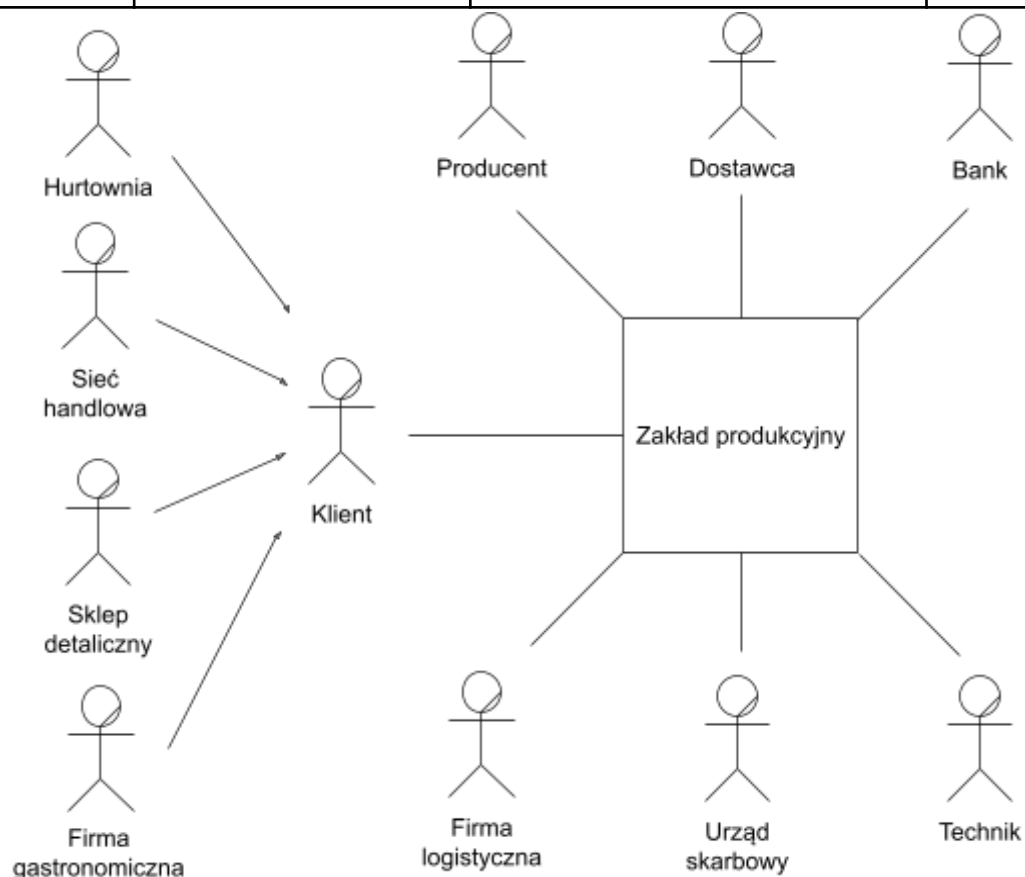 Hurtownia
Sieć
handlowa
Sklep
detaliczny
Firma
gastronomiczna
Klient
Producent
Dostawca
Bank
Zakład produkcyjny
Firma
logistyczna
Urząd
skarbowy
Technik